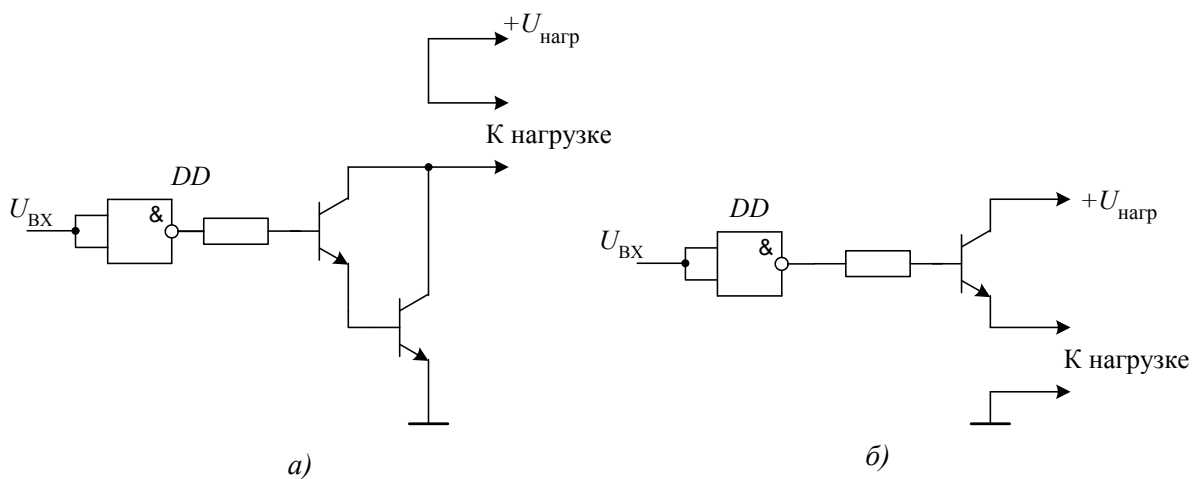 +Uнагр
К нагрузке
DD
&
UВХ
а)
DD
&
UВХ
+Uнагр
К нагрузке
б)